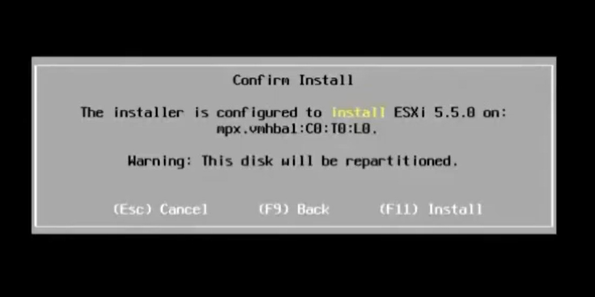 Confirm Install
The installer is configured to install ESXi 5.5.0 on:
mpx.vmhba1:C0:T0:L0.
Warning: This disk will be repartitioned.
(Esc) Cancel (F9) Back (F11) Install